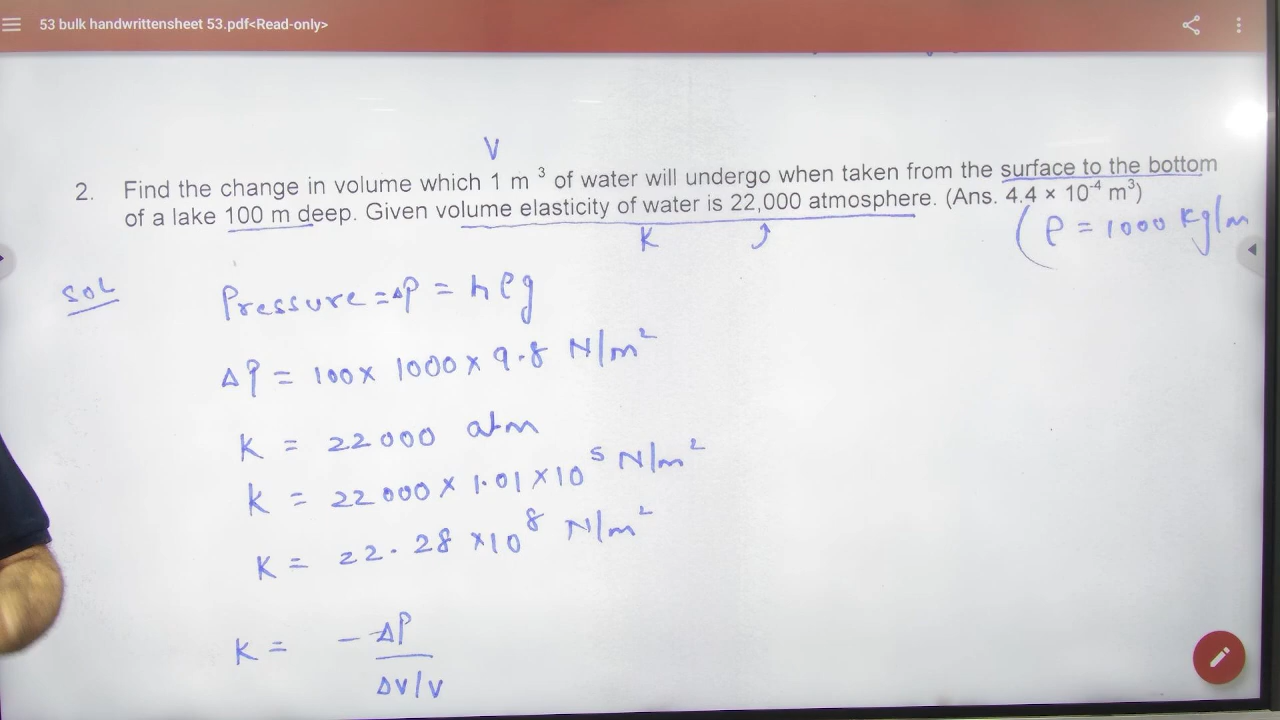 53 bulk handwrittensheet 53.pdf<Read-only>
V
2. Find the change in volume which 1 m ³ of water will undergo when taken from the surface to the bottom
of a lake 100 m deep. Given volume elasticity of water is 22,000 atmosphere. (Ans. 4.4 × 10⁻⁴ m³)
K
(ρ = 1000 kg/m
SOL
Pressure = ΔP = hρg
ΔP = 100 × 1000 × 9.8 N/m²
K = 22000 atm
K = 22000 × 1.01 × 10⁵ N/m²
K = 22.28 × 10⁸ N/m²
K = -ΔP
ΔV/V